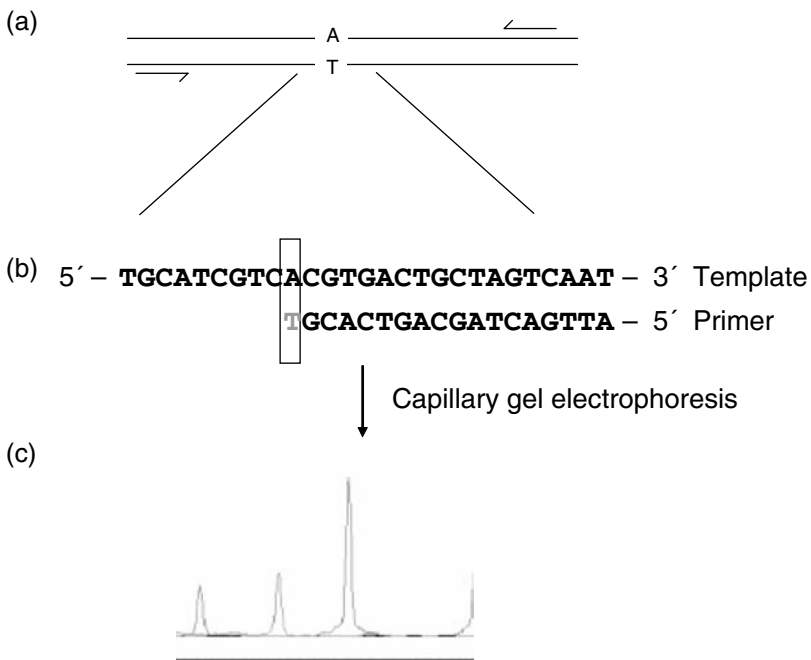 (a)
A
T
(b) 5´ – TGCATCGTCACGTGACTGCTAGTCAAT – 3´ Template
TGCACTGACGATCAGTTA – 5´ Primer
Capillary gel electrophoresis
(c)